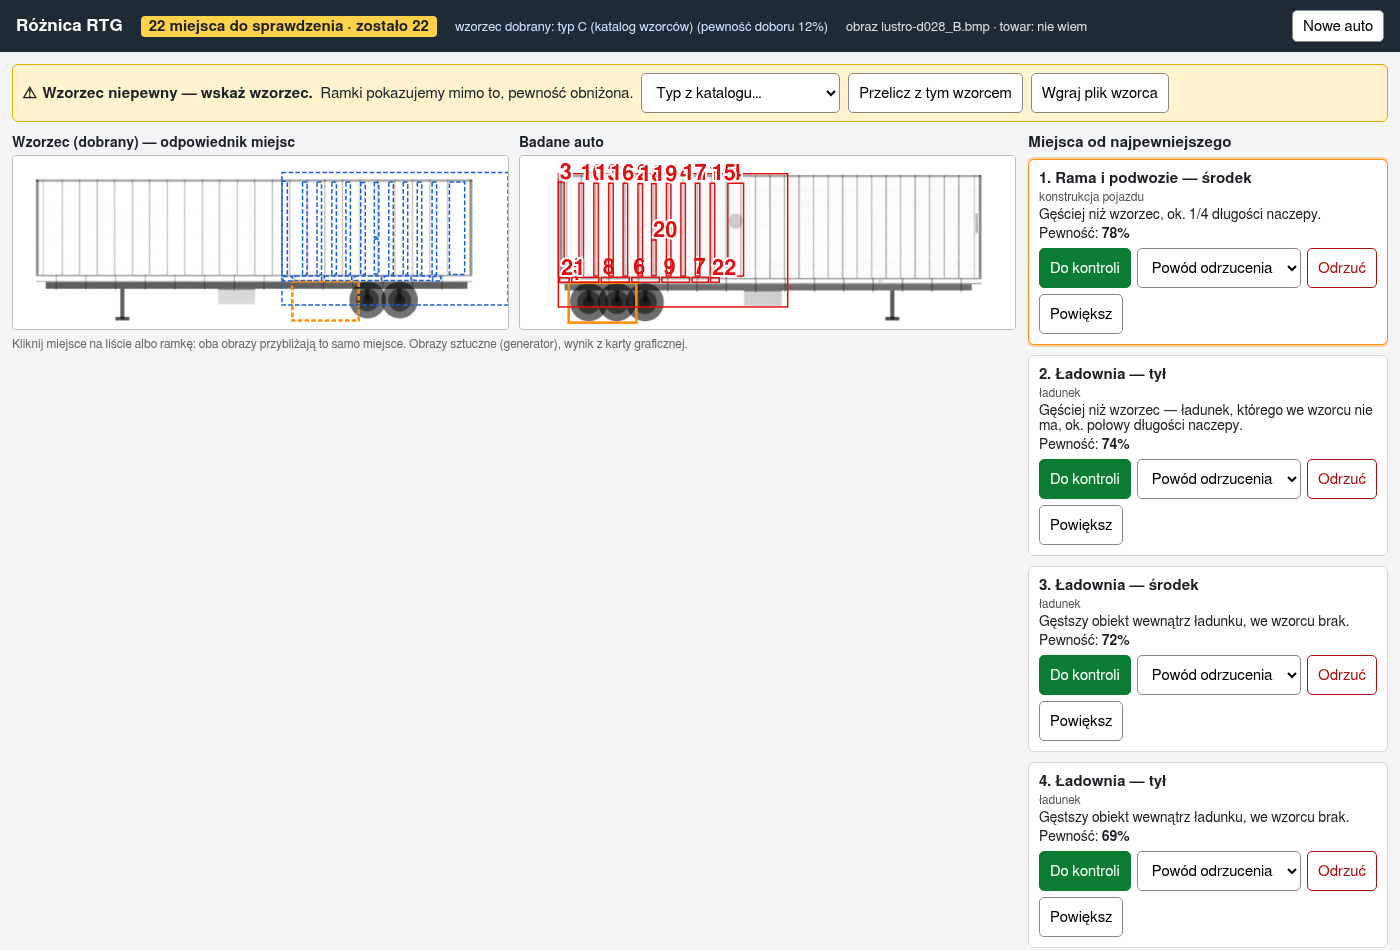 Różnica RTG
22 miejsca do sprawdzenia · zostało 22
wzorzec dobrany: typ C (katalog wzorców) (pewność doboru 12%)
obraz lustro-d028_B.bmp · towar: nie wiem
Nowe auto
⚠ Wzorzec niepewny — wskaż wzorzec. Ramki pokazujemy mimo to, pewność obniżona.
Typ z katalogu...
Przelicz z tym wzorcem
Wgraj plik wzorca
Wzorzec (dobrany) — odpowiednik miejsc
Badane auto
3
20
8 6 9 7 22
Kliknij miejsce na liście albo ramkę: oba obrazy przybliżają to samo miejsce. Obrazy sztuczne (generator), wynik z karty graficznej.
Miejsca od najpewniejszego
1. Rama i podwozie — środek
konstrukcja pojazdu
Gęściej niż wzorzec, ok. 1/4 długości naczepy.
Pewność: 78%
Do kontroli
Powód odrzucenia
Odrzuć
Powiększ
2. Ładownia — tył
ładunek
Gęściej niż wzorzec — ładunek, którego we wzorcu nie
ma, ok. połowy długości naczepy.
Pewność: 74%
Do kontroli
Powód odrzucenia
Odrzuć
Powiększ
3. Ładownia — środek
ładunek
Gęstszy obiekt wewnątrz ładunku, we wzorcu brak.
Pewność: 72%
Do kontroli
Powód odrzucenia
Odrzuć
Powiększ
4. Ładownia — tył
ładunek
Gęstszy obiekt wewnątrz ładunku, we wzorcu brak.
Pewność: 69%
Do kontroli
Powód odrzucenia
Odrzuć
Powiększ